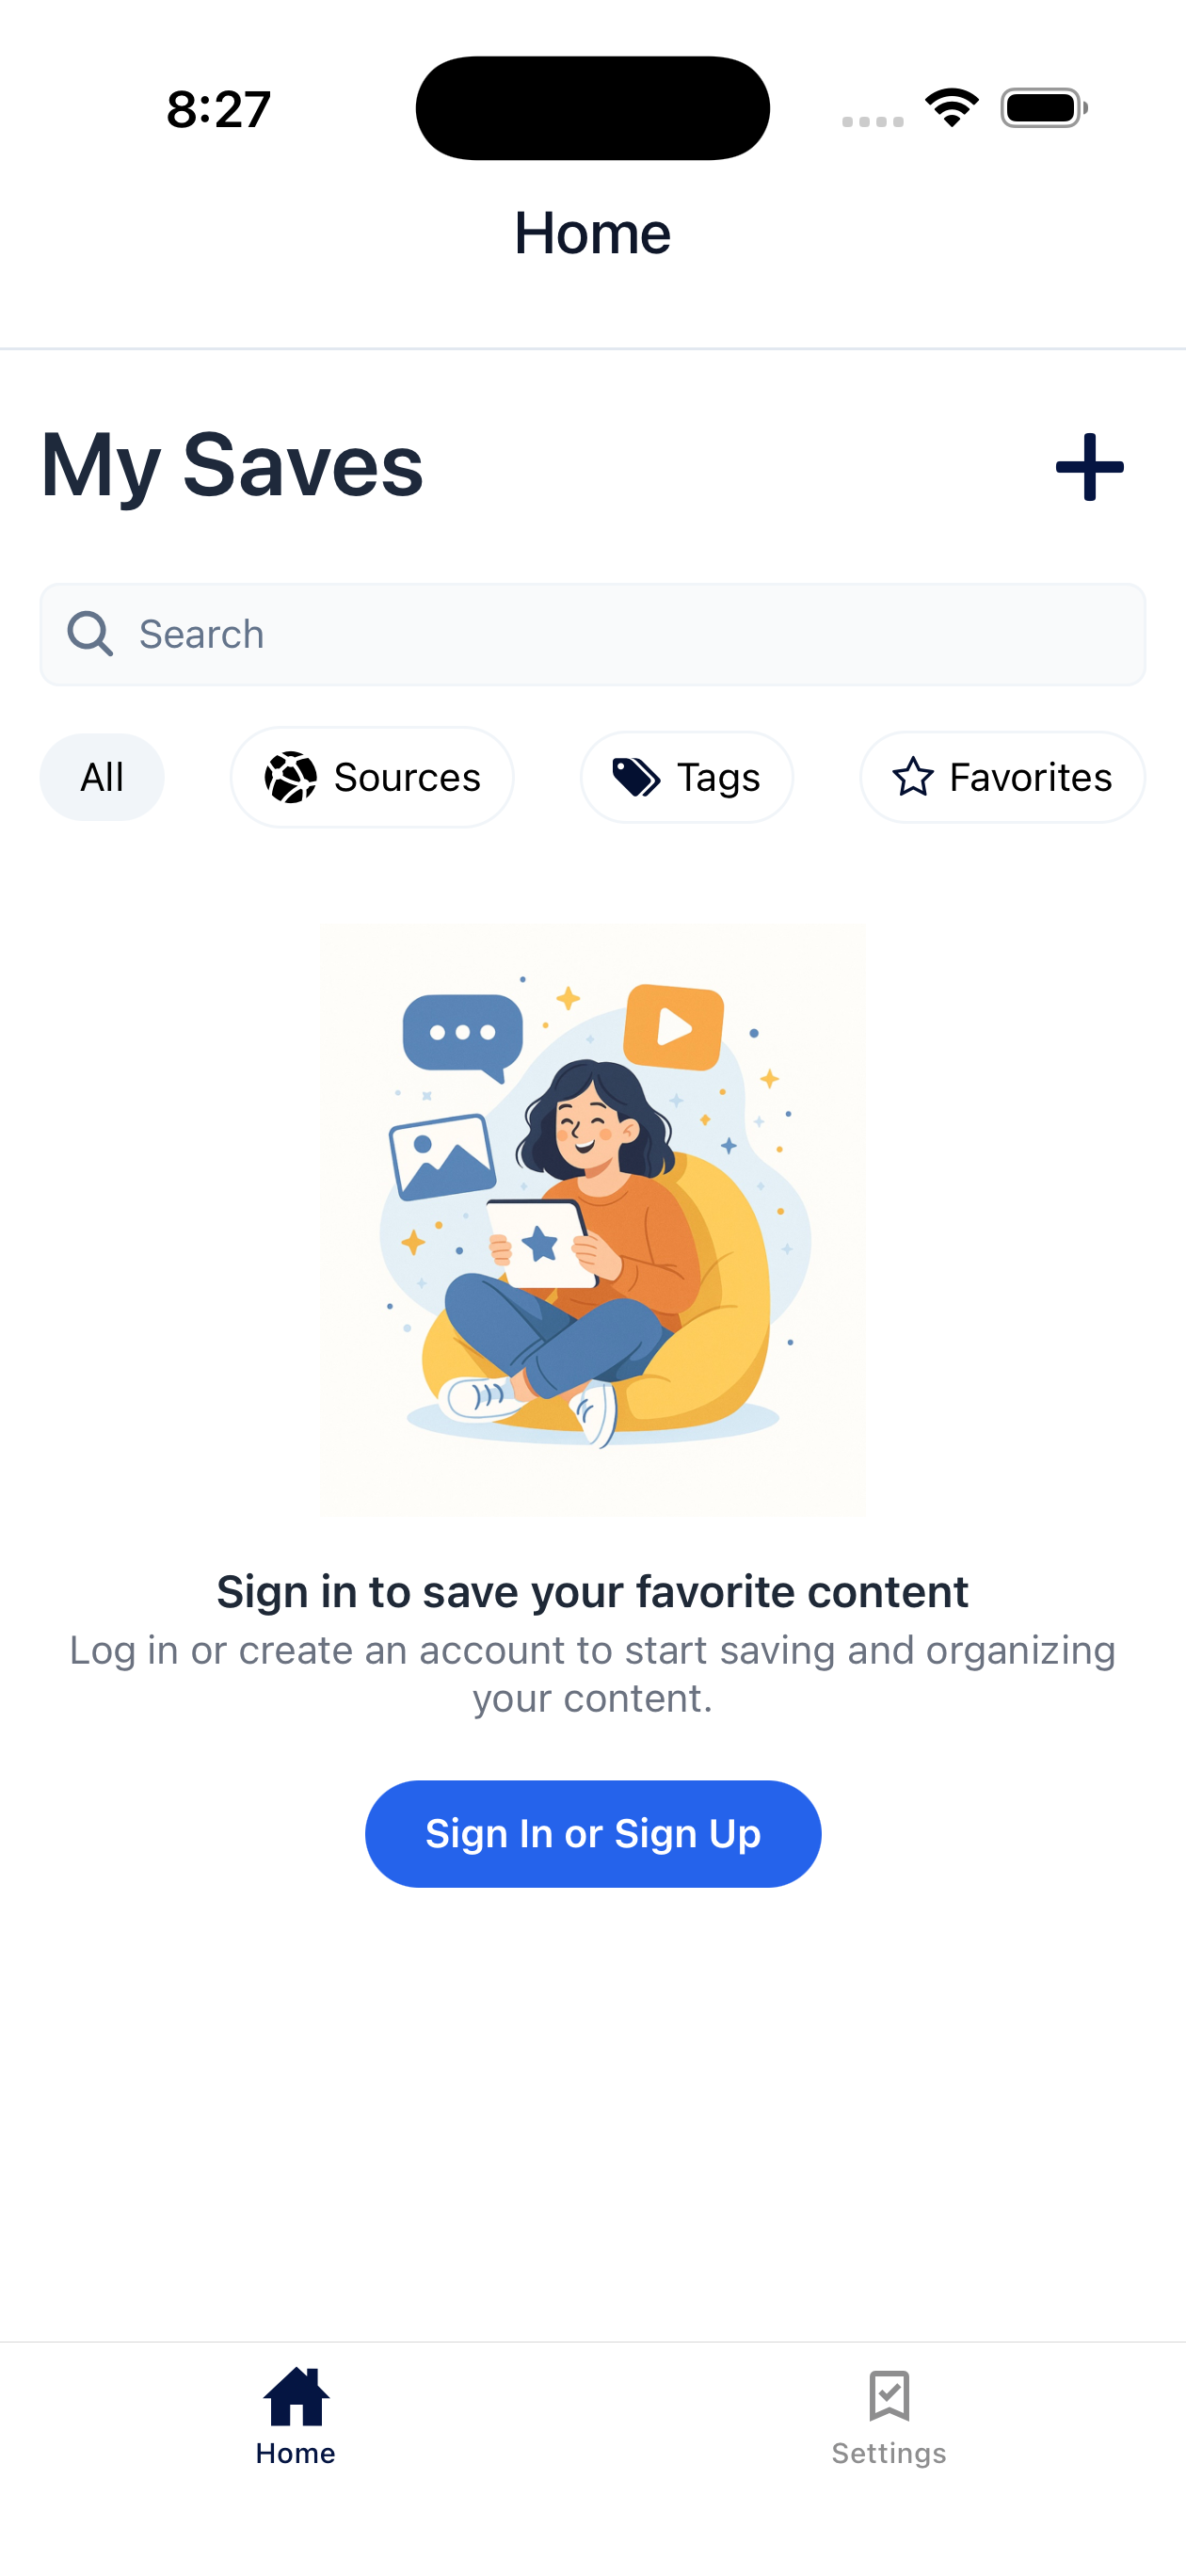 8:27
Home
My Saves
Search
All
Sources
Tags
Favorites
Sign in to save your favorite content
Log in or create an account to start saving and organizing
your content.
Sign In or Sign Up
Home
Settings